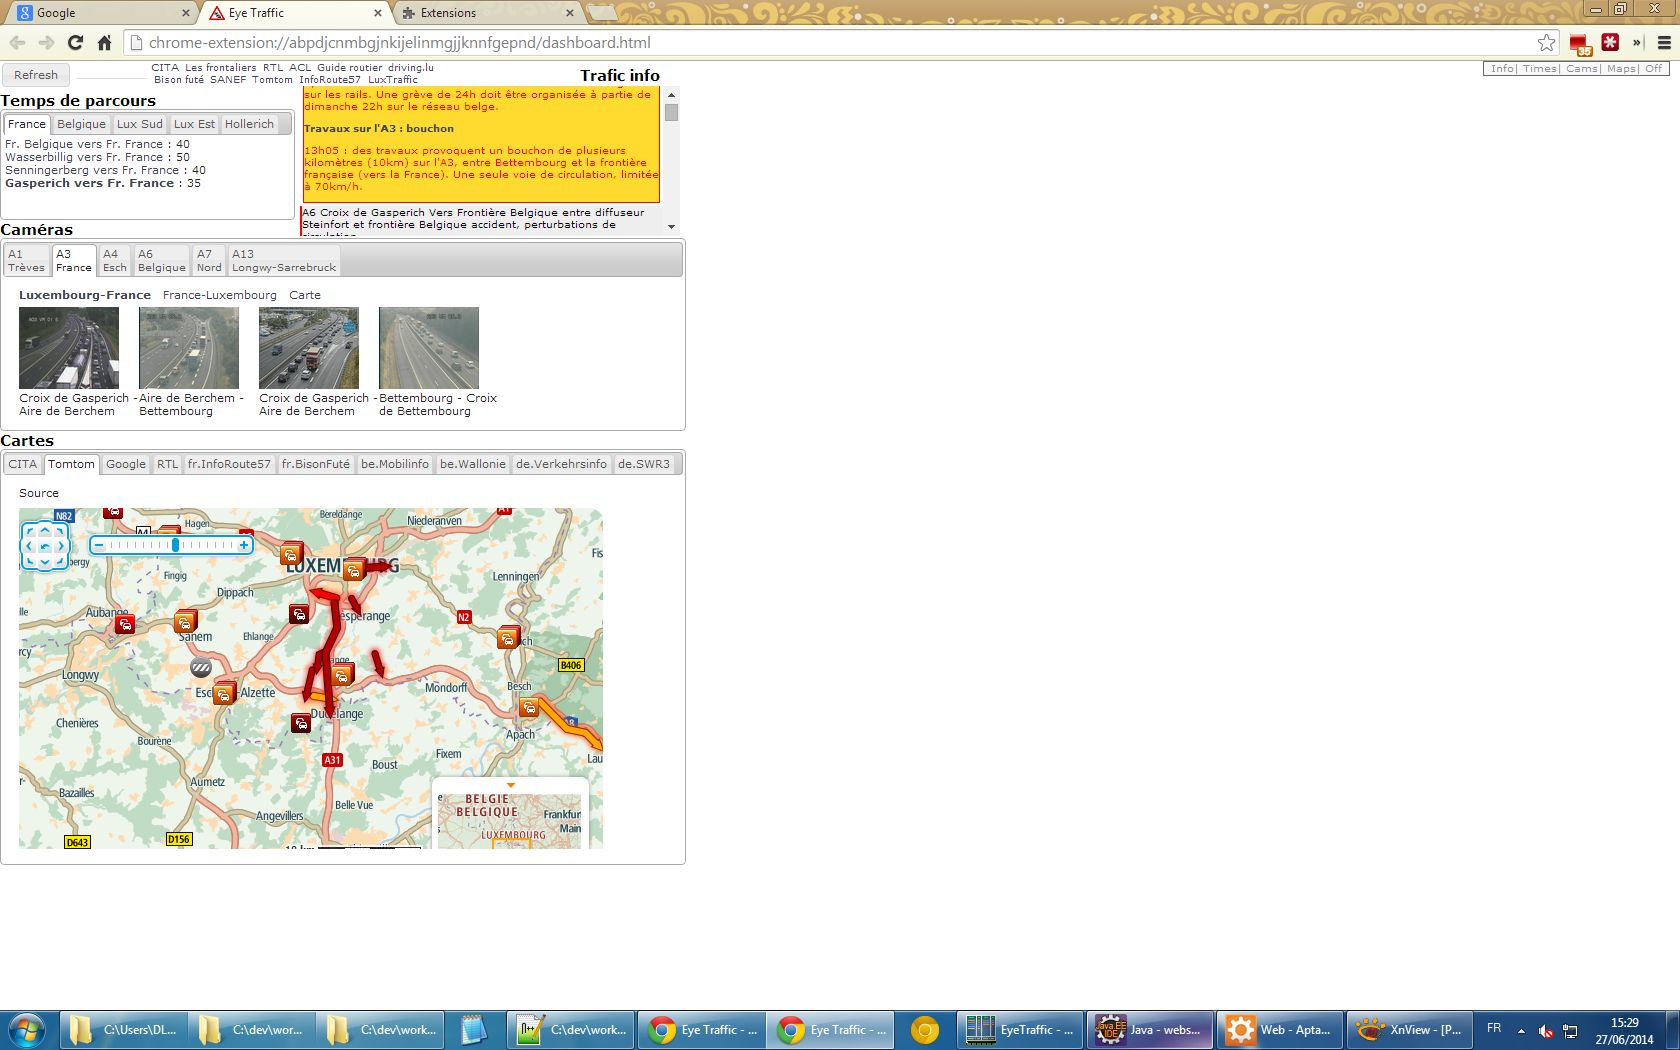 Google
Eye Traffic
Extensions
chrome-extension://abpdjcnmbgjnkijelinmgjjknnfgepnd/dashboard.html
35
Refresh
CITA Les frontaliers RTL ACL Guide routier driving.lu
Bison futé SANEF Tomtom InfoRoute57 LuxTraffic
Trafic info
Info| Times| Cams| Maps| Off
Temps de parcours
France Belgique Lux Sud Lux Est Hollerich
Fr. Belgique vers Fr. France : 40
Wasserbillig vers Fr. France : 50
Senningerberg vers Fr. France : 40
Gasperich vers Fr. France : 35
sur les rails. Une grève de 24h doit être organisée à partie de
dimanche 22h sur le réseau belge.
Travaux sur l'A3 : bouchon
13h05 : des travaux provoquent un bouchon de plusieurs
kilomètres (10km) sur l'A3, entre Bettembourg et la frontière
française (vers la France). Une seule voie de circulation, limitée
à 70km/h.
A6 Croix de Gasperich Vers Frontière Belgique entre diffuseur
Steinfort et frontière Belgique accident, perturbations de
circulation
Caméras
A1 Trèves
A3 France
A4 Esch
A6 Belgique
A7 Nord
A13 Longwy-Sarrebruck
Luxembourg-France France-Luxembourg Carte
Croix de Gasperich -
Aire de Berchem
Aire de Berchem -
Bettembourg
Croix de Gasperich -
Aire de Berchem
Bettembourg - Croix
de Bettembourg
Cartes
CITA Tomtom Google RTL fr.InfoRoute57 fr.BisonFuté be.Mobilinfo be.Wallonie de.Verkehrsinfo de.SWR3
Source
N82
Hagen
Bereldange
Niederanven
A1
LUXEMBOURG
Fingig
Dippach
Lenningen
Aubange
Sanem
Ehlange
N2
B406
Longwy
Mondorf
Besch
Dudelange
Chenières
Bourène
Apach
A31
Boust
Fixem
Aumetz
Bazailles
Belle Vue
Angevillers
D643
D156
10 km
BELGIE
BELGIQUE
LUXEMBOURG
Frankfur
Main
C:\Users\DL...
C:\dev\wor...
C:\dev\work...
C:\dev\work...
Eye Traffic - ...
Eye Traffic - ...
EyeTraffic - ...
Java - webs...
Web - Apta...
XnView - [P...
FR
15:29
27/06/2014